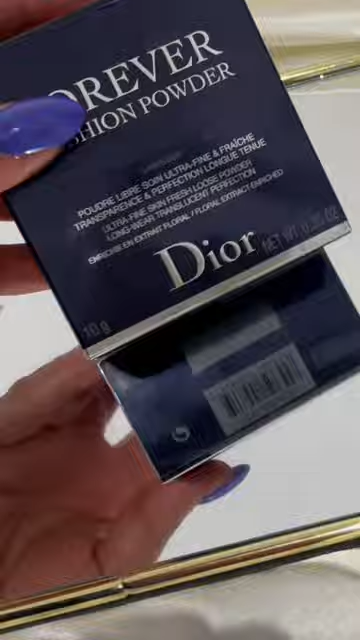 OREVER
SHION POWDER
POUDRE LIBRE SOIN ULTRA-FINE & FRAÎCHE
TRANSPARENCE & PERFECTION LONGUE TENUE
ULTRA-FINE SKIN FRESH LOOSE POWDER
LONG-WEAR TRANSLUCENT PERFECTION
ENRICHIE EN EXTRAIT FLORAL / FLORAL EXTRACT ENRICHED
Dior
10 g
NET WT.